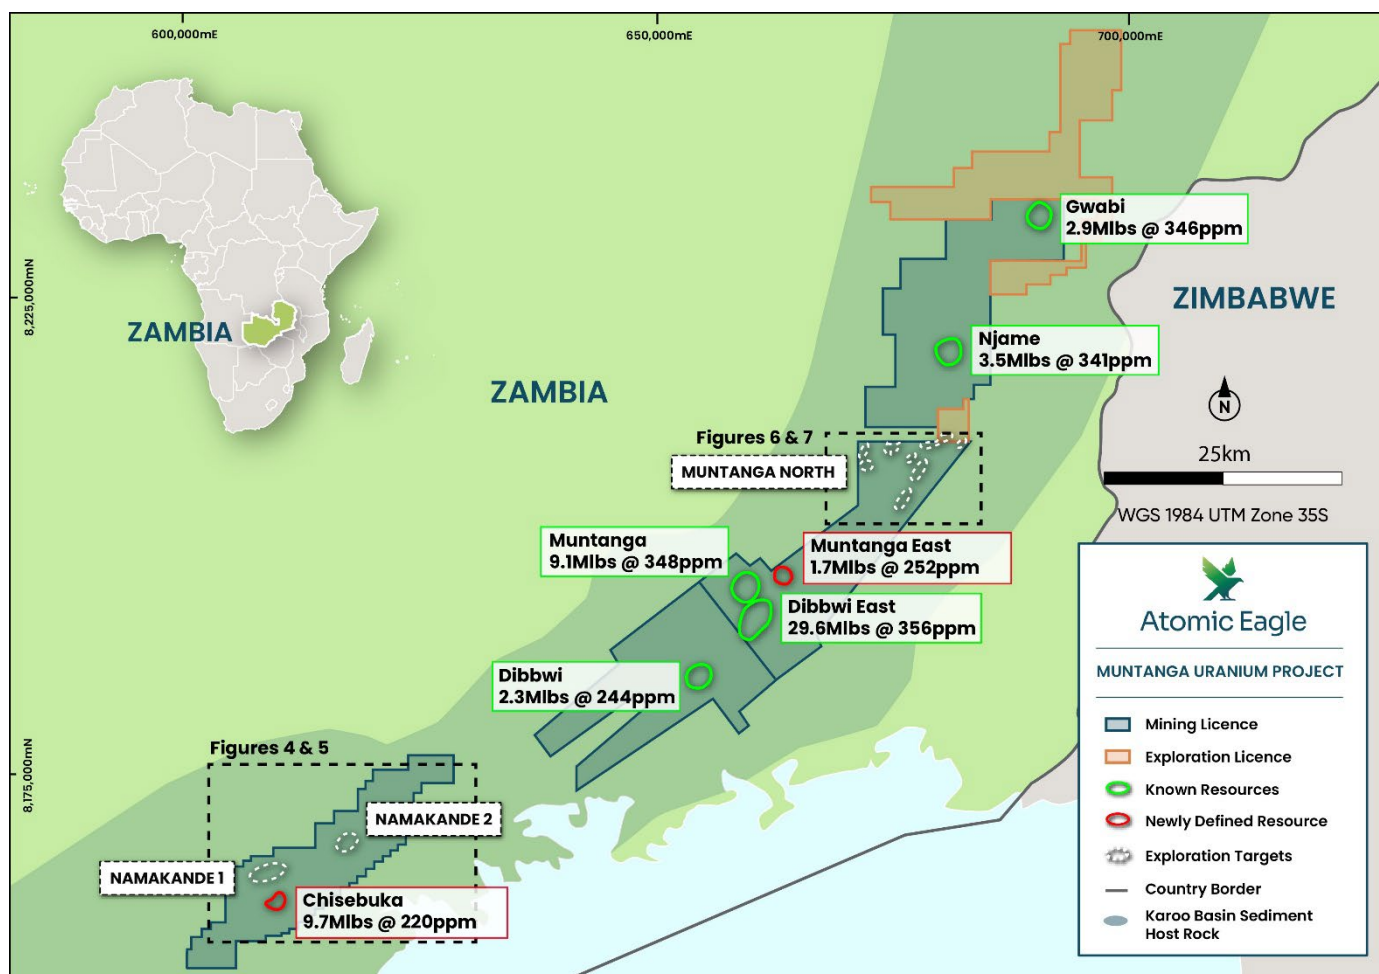 600,000mE
650,000mE
700,000mE
8,225,000mN
8,175,000mN
ZAMBIA
ZAMBIA
ZIMBABWE
Gwabi
2.9Mlbs @ 346ppm
Njame
3.5Mlbs @ 341ppm
N
25km
WGS 1984 UTM Zone 35S
Figures 6 & 7
MUNTANGA NORTH
Muntanga
9.1Mlbs @ 348ppm
Muntanga East
1.7Mlbs @ 252ppm
Dibbwi East
29.6Mlbs @ 356ppm
Dibbwi
2.3Mlbs @ 244ppm
Figures 4 & 5
NAMAKANDE 2
NAMAKANDE 1
Chisebuka
9.7Mlbs @ 220ppm
Atomic Eagle
MUNTANGA URANIUM PROJECT
Mining Licence
Exploration Licence
Known Resources
Newly Defined Resource
Exploration Targets
Country Border
Karoo Basin Sediment
Host Rock